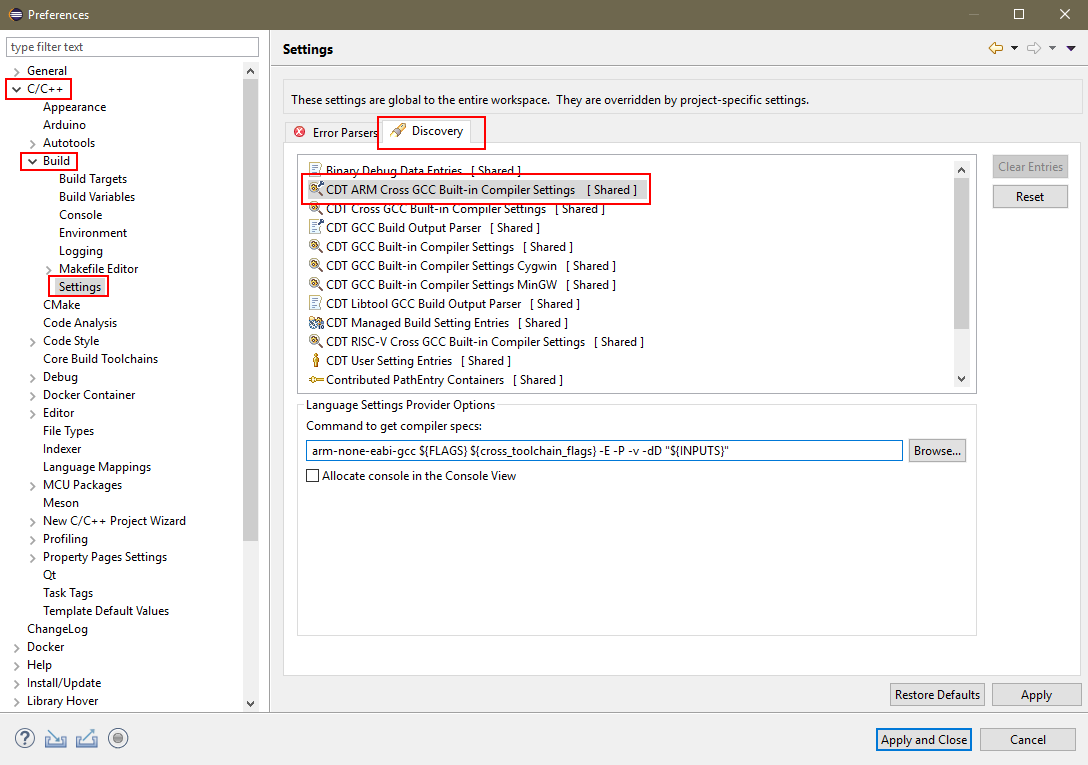 Preferences
type filter text
General
C/C++
Appearance
Arduino
Autotools
Build
Build Targets
Build Variables
Console
Environment
Logging
Makefile Editor
Settings
CMake
Code Analysis
Code Style
Core Build Toolchains
Debug
Docker Container
Editor
File Types
Indexer
Language Mappings
MCU Packages
Meson
New C/C++ Project Wizard
Profiling
Property Pages Settings
Qt
Task Tags
Template Default Values
ChangeLog
Docker
Help
Install/Update
Library Hover
Settings
These settings are global to the entire workspace. They are overridden by project-specific settings.
Error Parsers
Discovery
Binary Debug Data Entries [ Shared ]
CDT ARM Cross GCC Built-in Compiler Settings [ Shared ]
CDT Cross GCC Built-in Compiler Settings [ Shared ]
CDT GCC Build Output Parser [ Shared ]
CDT GCC Built-in Compiler Settings [ Shared ]
CDT GCC Built-in Compiler Settings Cygwin [ Shared ]
CDT GCC Built-in Compiler Settings MinGW [ Shared ]
CDT Libtool GCC Build Output Parser [ Shared ]
CDT Managed Build Setting Entries [ Shared ]
CDT RISC-V Cross GCC Built-in Compiler Settings [ Shared ]
CDT User Setting Entries [ Shared ]
Contributed PathEntry Containers [ Shared ]
Clear Entries
Reset
Language Settings Provider Options
Command to get compiler specs:
arm-none-eabi-gcc ${FLAGS} ${cross_toolchain_flags} -E -P -v -dD "${INPUTS}"
Browse...
Allocate console in the Console View
Restore Defaults
Apply
Apply and Close
Cancel